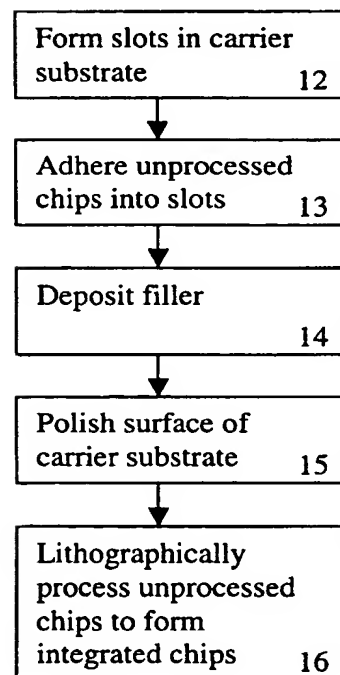 Form slots in carrier
substrate 12
Adhere unprocessed
chips into slots 13
Deposit filler
14
Polish surface of
carrier substrate 15
Lithographically
process unprocessed
chips to form
integrated chips 16